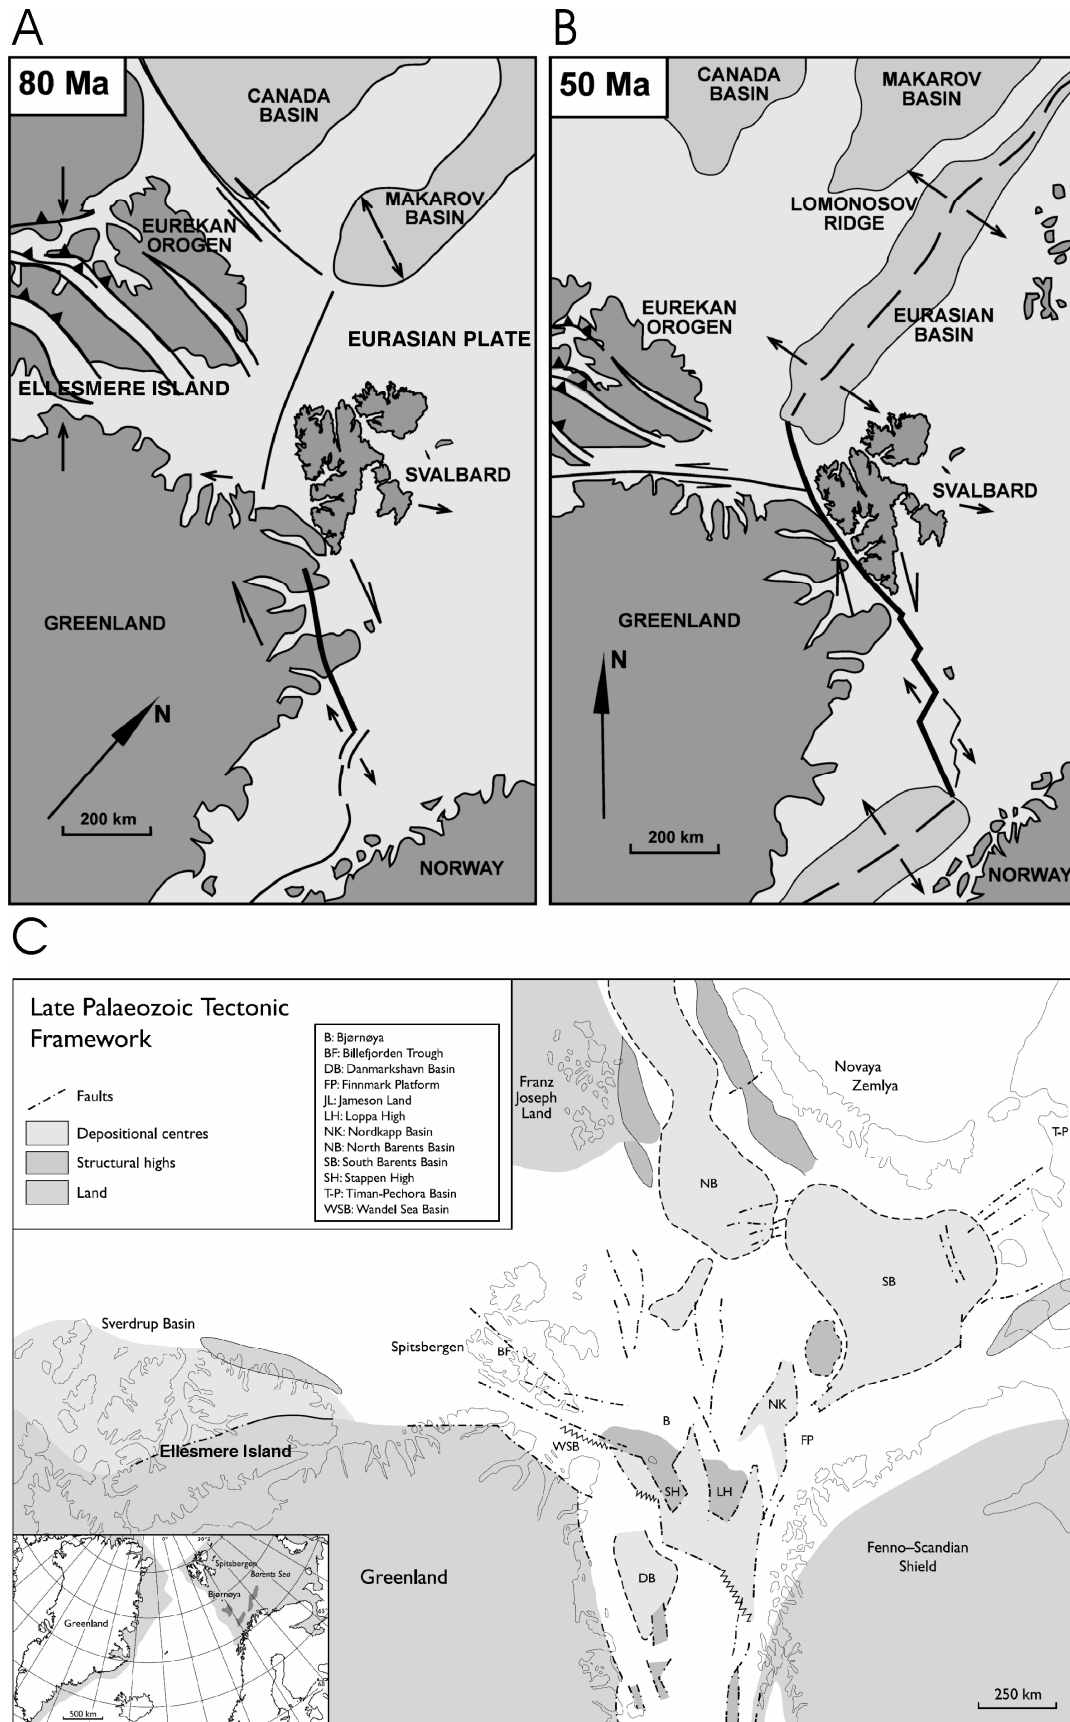 A
80 Ma
CANADA
BASIN
MAKAROV
BASIN
EUREKAN
OROGEN
EURASIAN PLATE
ELLESMERE ISLAND
SVALBARD
GREENLAND
N
200 km
NORWAY
B
50 Ma
CANADA
BASIN
MAKAROV
BASIN
LOMONOSOV
RIDGE
EUREKAN
OROGEN
EURASIAN
BASIN
SVALBARD
GREENLAND
N
200 km
NORWAY
C
Late Palaeozoic Tectonic
Framework
Faults
Depositional centres
Structural highs
Land
B: Bjørnøya
BF: Billefjorden Trough
DB: Danmarkshavn Basin
FP: Finnmark Platform
JL: Jameson Land
LH: Loppa High
NK: Nordkapp Basin
NB: North Barents Basin
SB: South Barents Basin
SH: Stappen High
T-P: Timan-Pechora Basin
WSB: Wandel Sea Basin
Franz
Joseph
Land
Novaya
Zemlya
T-P
NB
SB
Sverdrup Basin
Spitsbergen
BF
NK
B
FP
WSB
Ellesmere Island
SH
LH
Fenno–Scandian
Shield
Greenland
DB
250 km
0°
20°E
Spitsbergen
Barents Sea
Bjørnøya
Greenland
65°
500 km